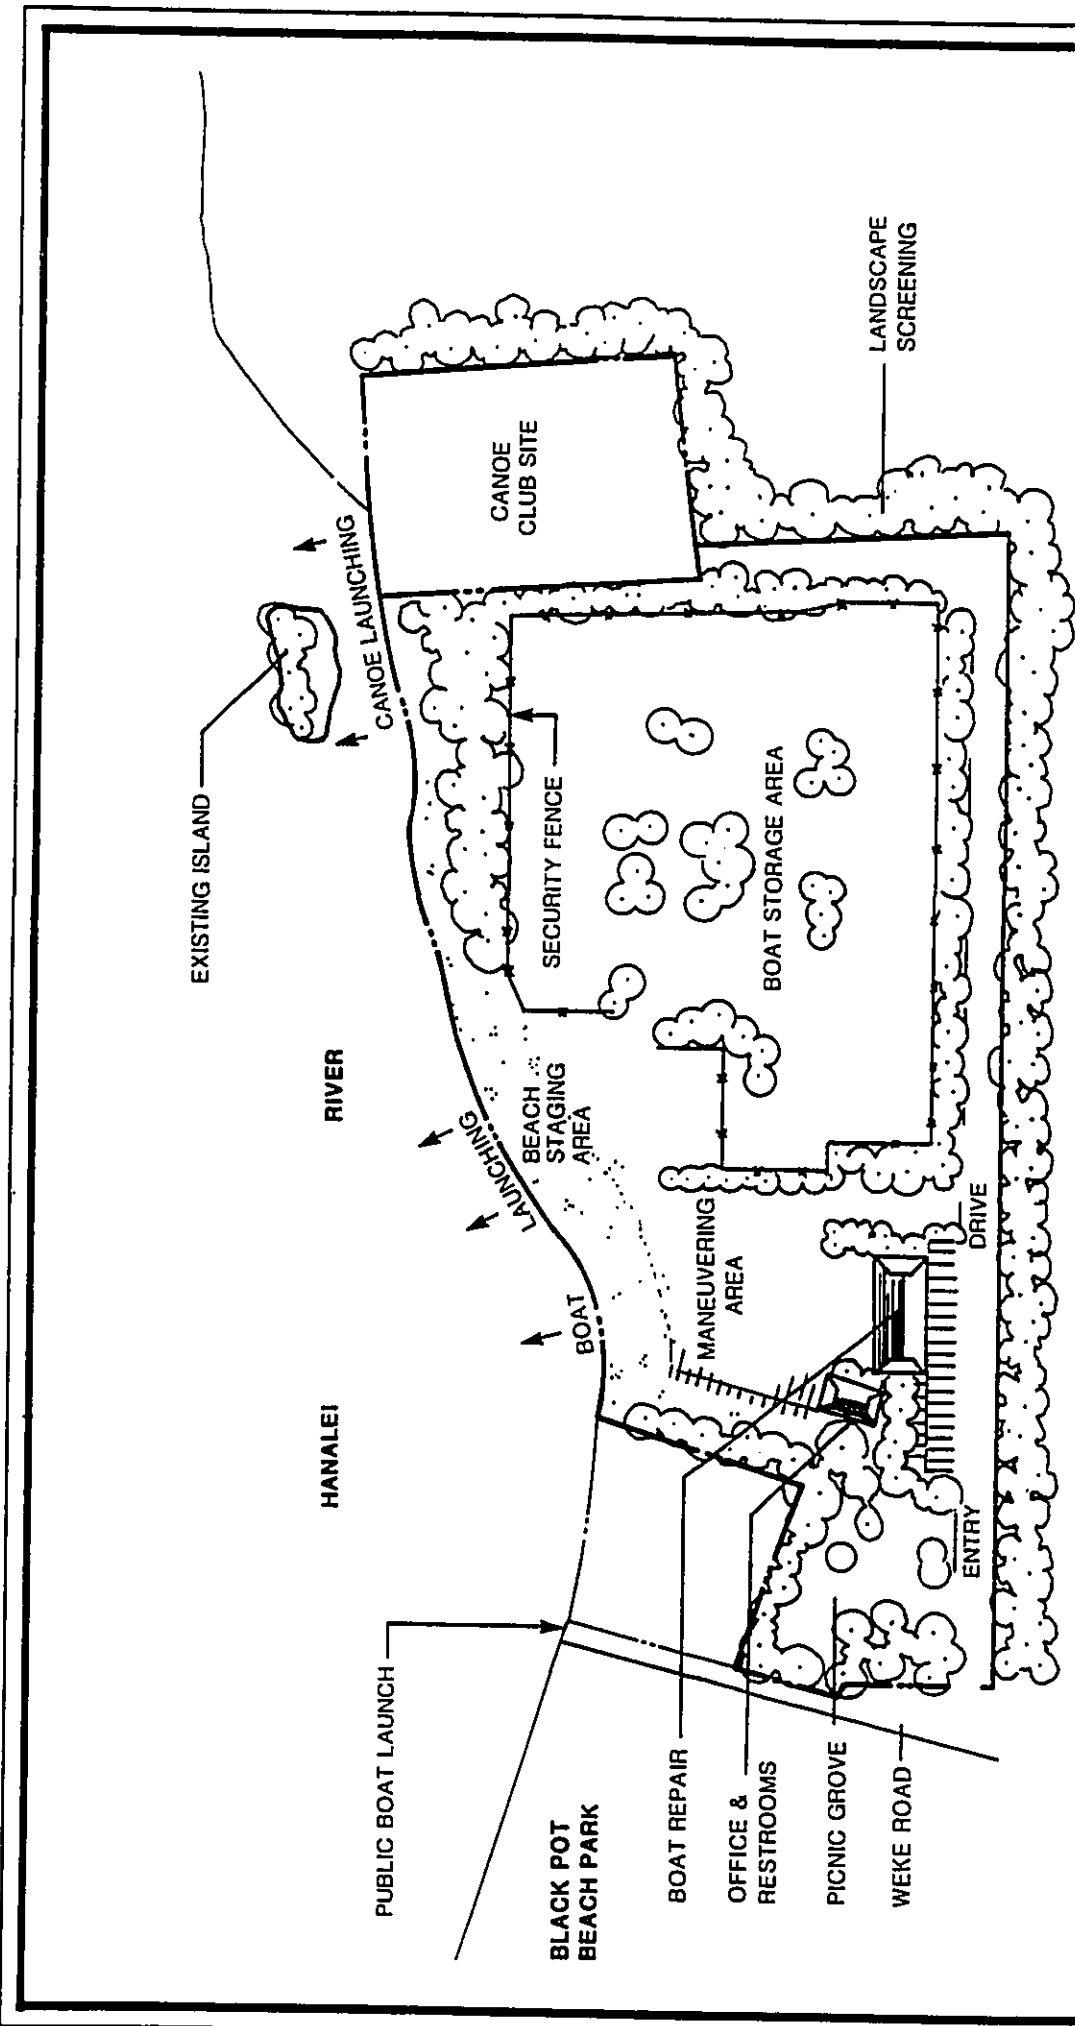 EXISTING ISLAND
HANALEI
RIVER
CANOE LAUNCHING
PUBLIC BOAT LAUNCH
BOAT
LAUNCHING
CANOE
CLUB SITE
BLACK POT
BEACH PARK
BEACH
STAGING
AREA
SECURITY FENCE
MANEUVERING
AREA
BOAT STORAGE AREA
LANDSCAPE
SCREENING
BOAT REPAIR
OFFICE &
RESTROOMS
PICNIC GROVE
WEKE ROAD
ENTRY
DRIVE